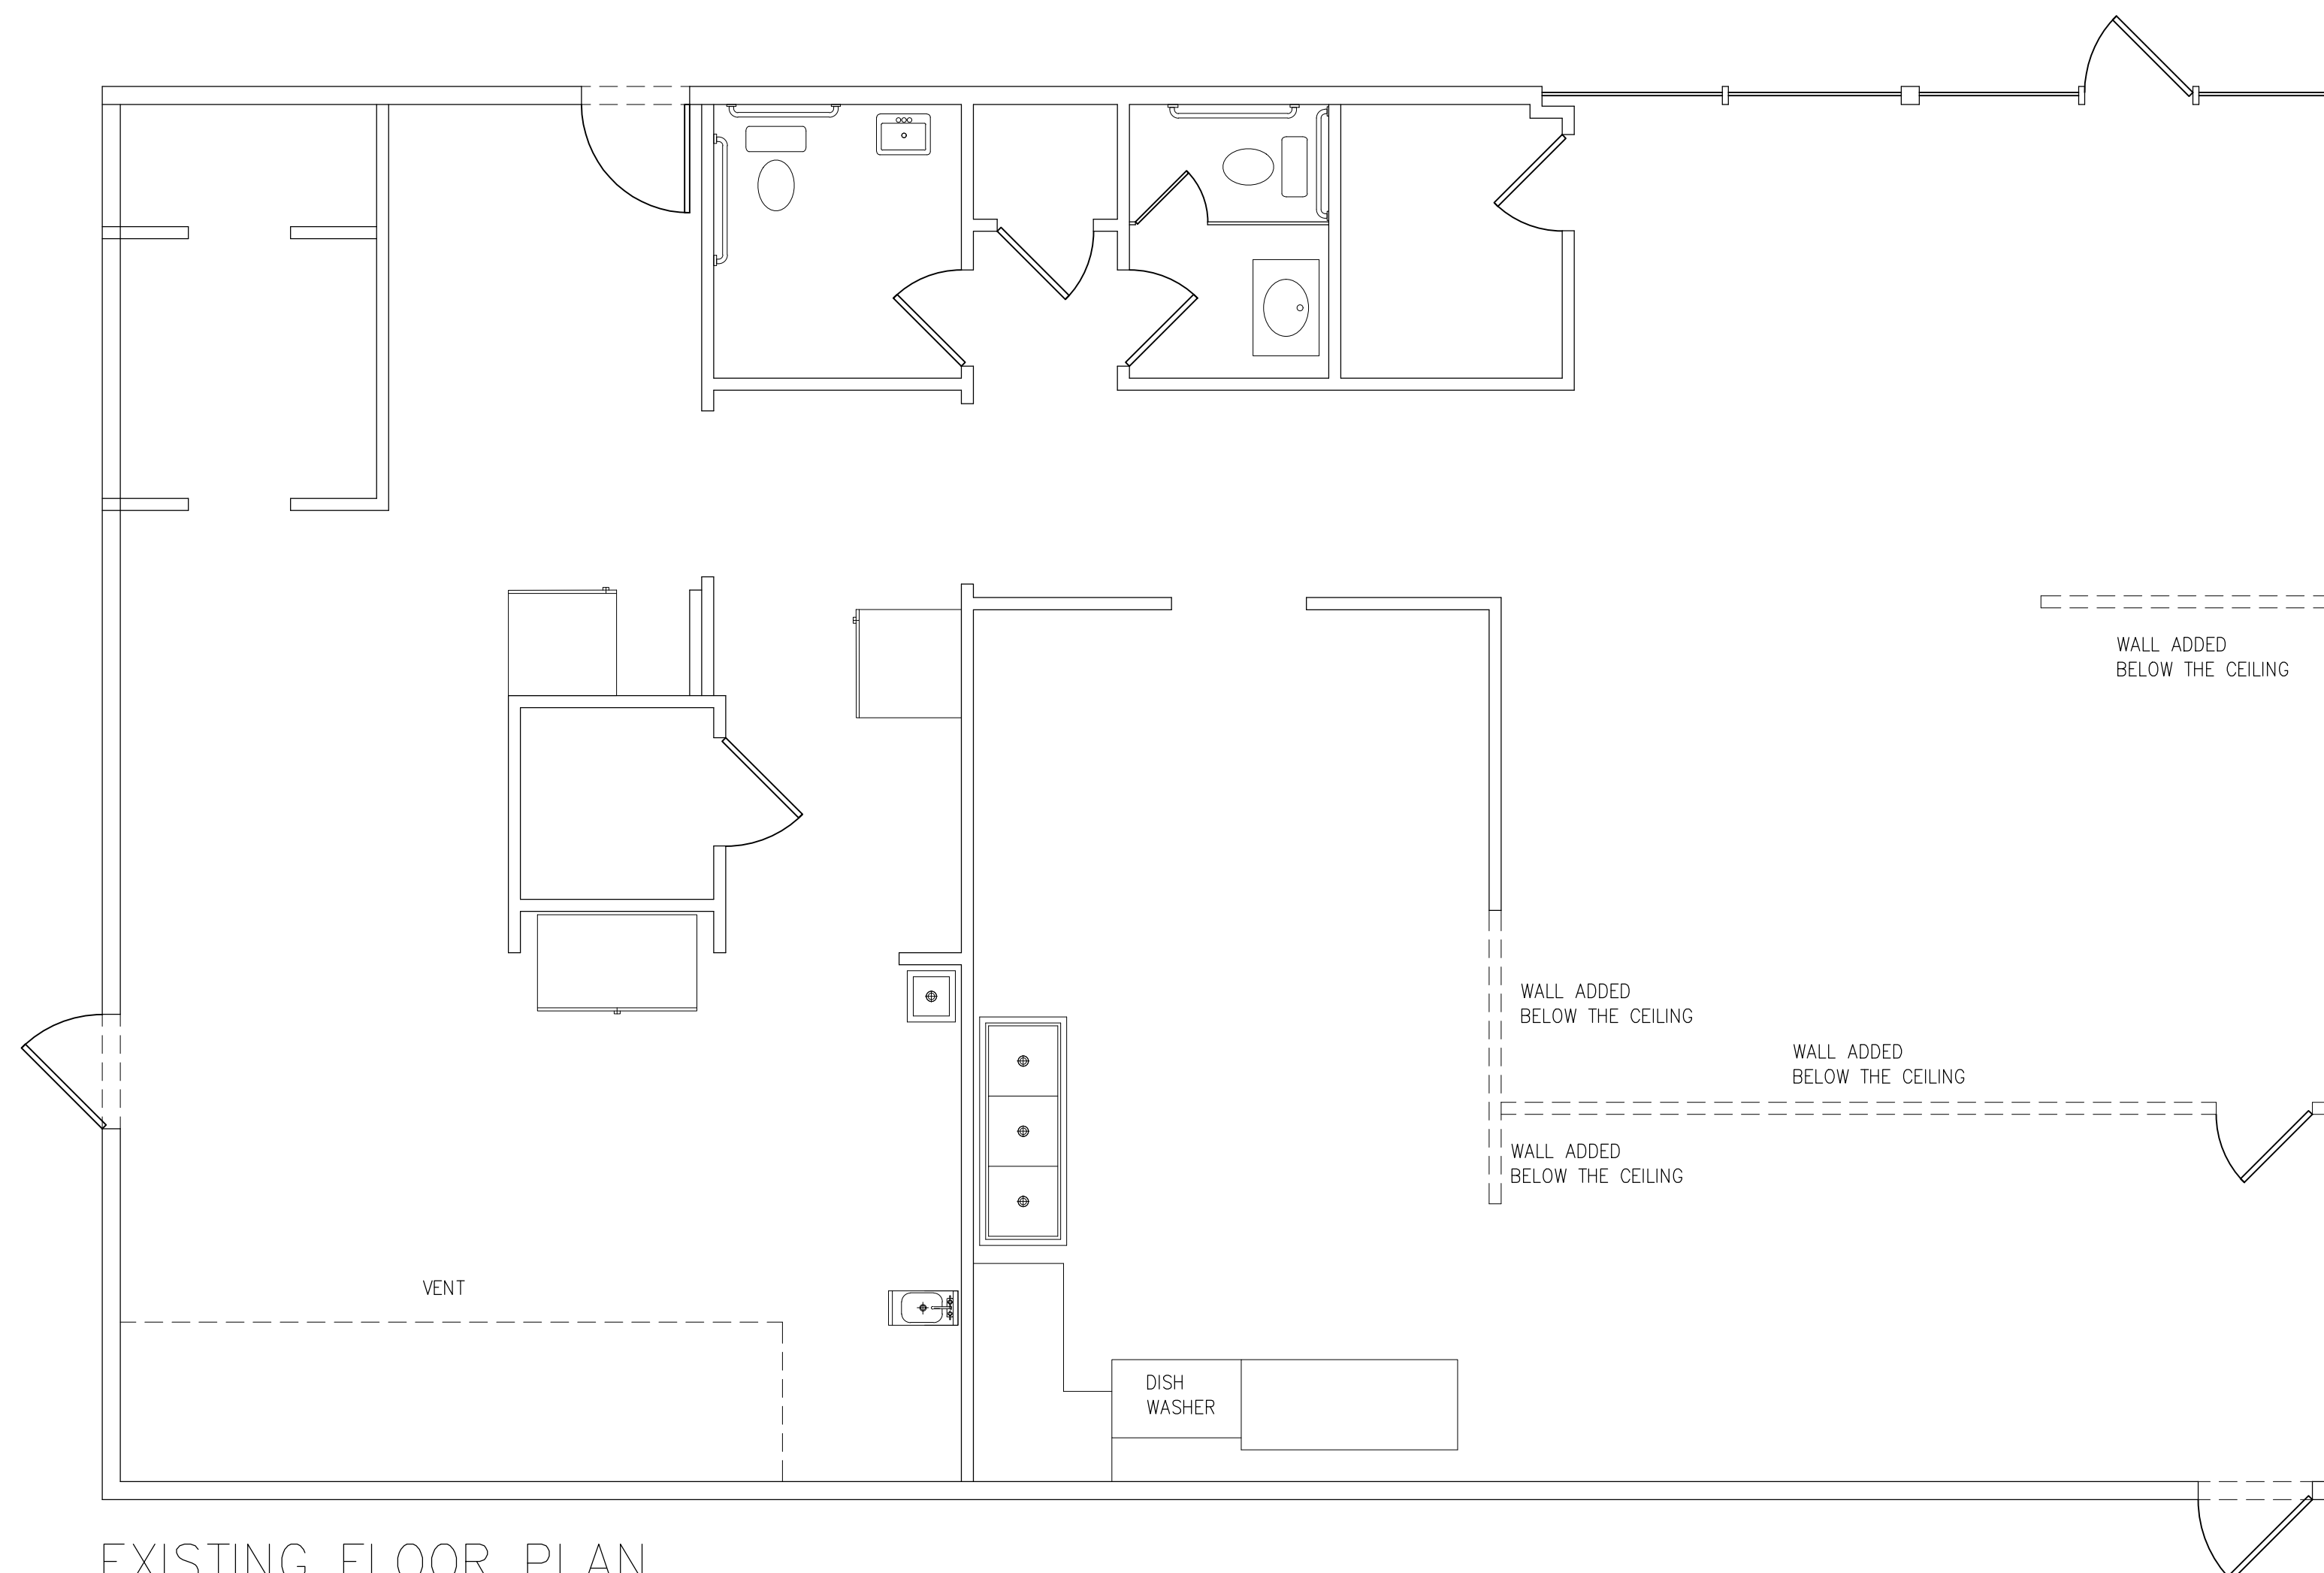 WALL ADDED
BELOW THE CEILING
WALL ADDED
BELOW THE CEILING
WALL ADDED
BELOW THE CEILING
WALL ADDED
BELOW THE CEILING
VENT
DISH
WASHER
EXISTING FLOOR PLAN